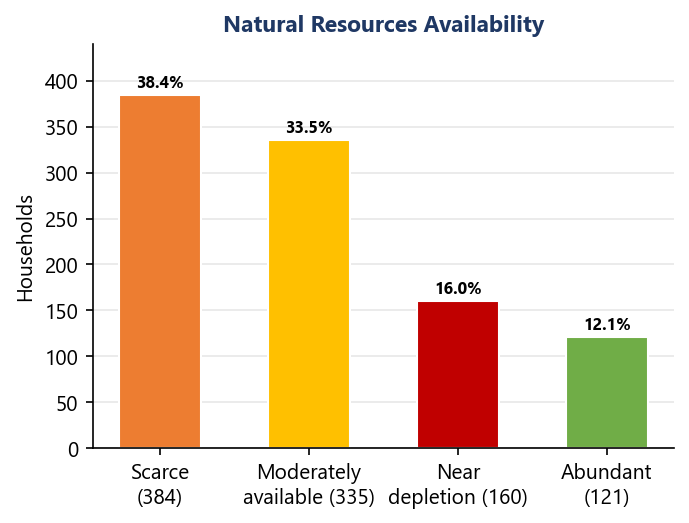 Natural Resources Availability
Households
400
350
300
250
200
150
100
50
0
38.4%
33.5%
16.0%
12.1%
Scarce
(384)
Moderately
available (335)
Near
depletion (160)
Abundant
(121)